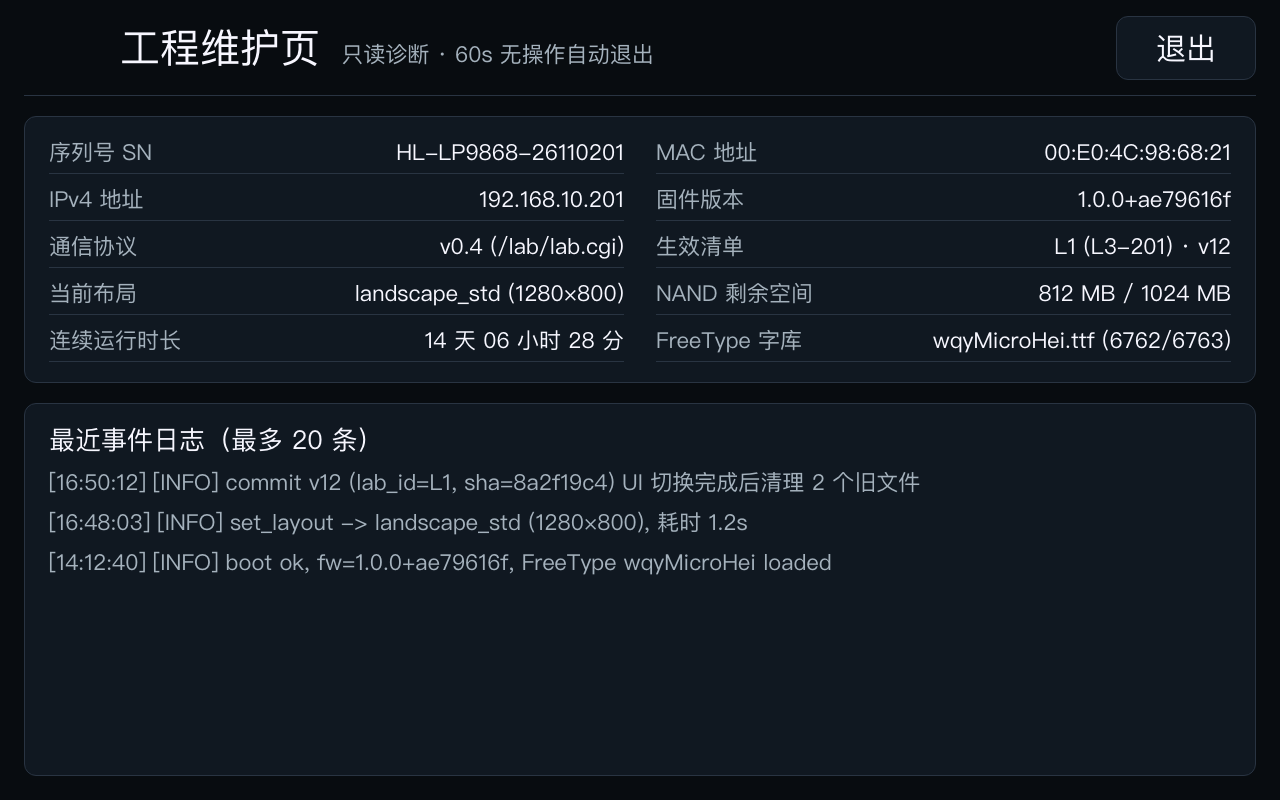 工程维护页 只读诊断 · 60s 无操作自动退出 退出
序列号 SN HL-LP9868-26110201 MAC 地址 00:E0:4C:98:68:21
IPv4 地址 192.168.10.201 固件版本 1.0.0+ae79616f
通信协议 v0.4 (/lab/lab.cgi) 生效清单 L1 (L3-201) · v12
当前布局 landscape_std (1280×800) NAND 剩余空间 812 MB / 1024 MB
连续运行时长 14 天 06 小时 28 分 FreeType 字库 wqyMicroHei.ttf (6762/6763)
最近事件日志（最多 20 条）
[16:50:12] [INFO] commit v12 (lab_id=L1, sha=8a2f19c4) UI 切换完成后清理 2 个旧文件
[16:48:03] [INFO] set_layout -> landscape_std (1280×800), 耗时 1.2s
[14:12:40] [INFO] boot ok, fw=1.0.0+ae79616f, FreeType wqyMicroHei loaded